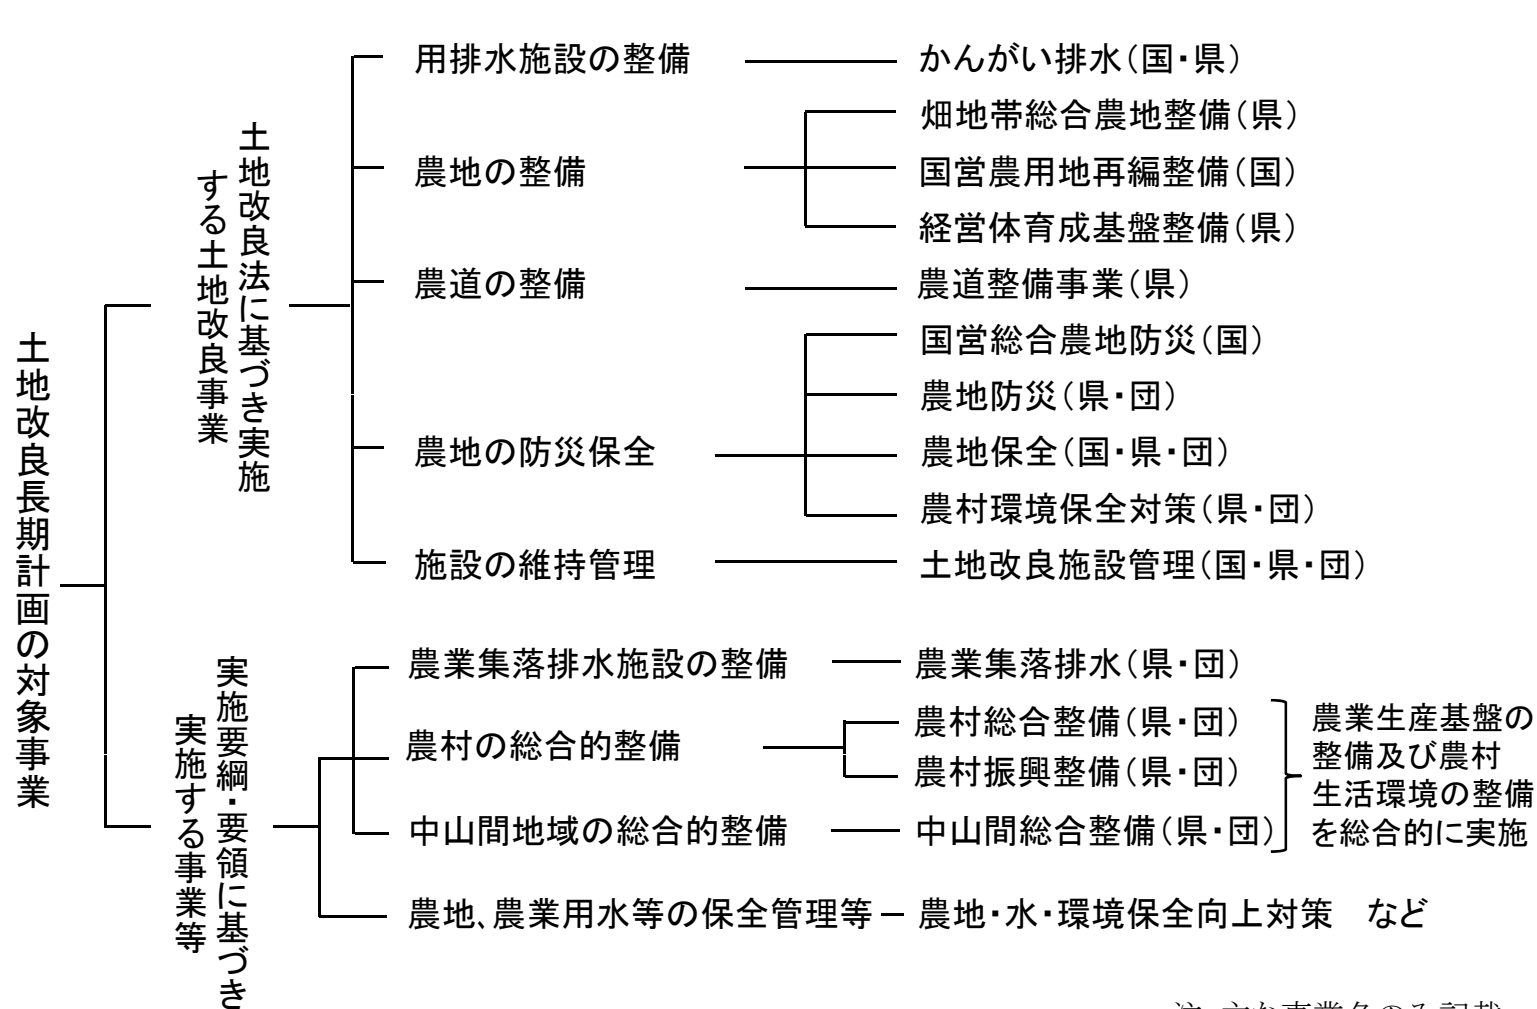 土地改良長期計画の対象事業
土地改良法に基づき実施
する土地改良事業
用排水施設の整備
かんがい排水(国・県)
農地の整備
畑地帯総合農地整備(県)
国営農用地再編整備(国)
経営体育成基盤整備(県)
農道の整備
農道整備事業(県)
農地の防災保全
国営総合農地防災(国)
農地防災(県・団)
農地保全(国・県・団)
農村環境保全対策(県・団)
施設の維持管理
土地改良施設管理(国・県・団)
実施要綱・要領に基づき
実施する事業等
農業集落排水施設の整備
農業集落排水(県・団)
農村の総合的整備
農村総合整備(県・団)
農村振興整備(県・団)
中山間地域の総合的整備
中山間総合整備(県・団)
農業生産基盤の
整備及び農村
生活環境の整備
を総合的に実施
農地、農業用水等の保全管理等
農地・水・環境保全向上対策　など